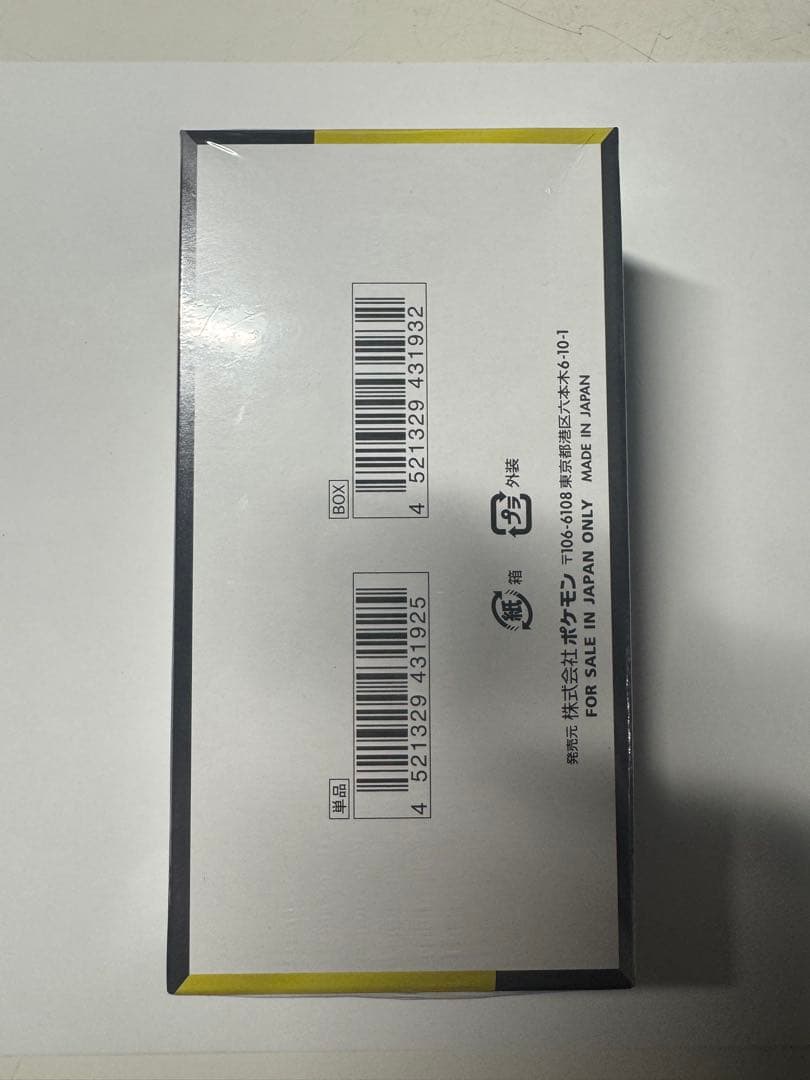 単品
4 521329 431925
BOX
4 521329 431932
紙 箱
プラ 外装
発売元 株式会社 ポケモン 〒106-6108 東京都港区六本木6-10-1
FOR SALE IN JAPAN ONLY MADE IN JAPAN